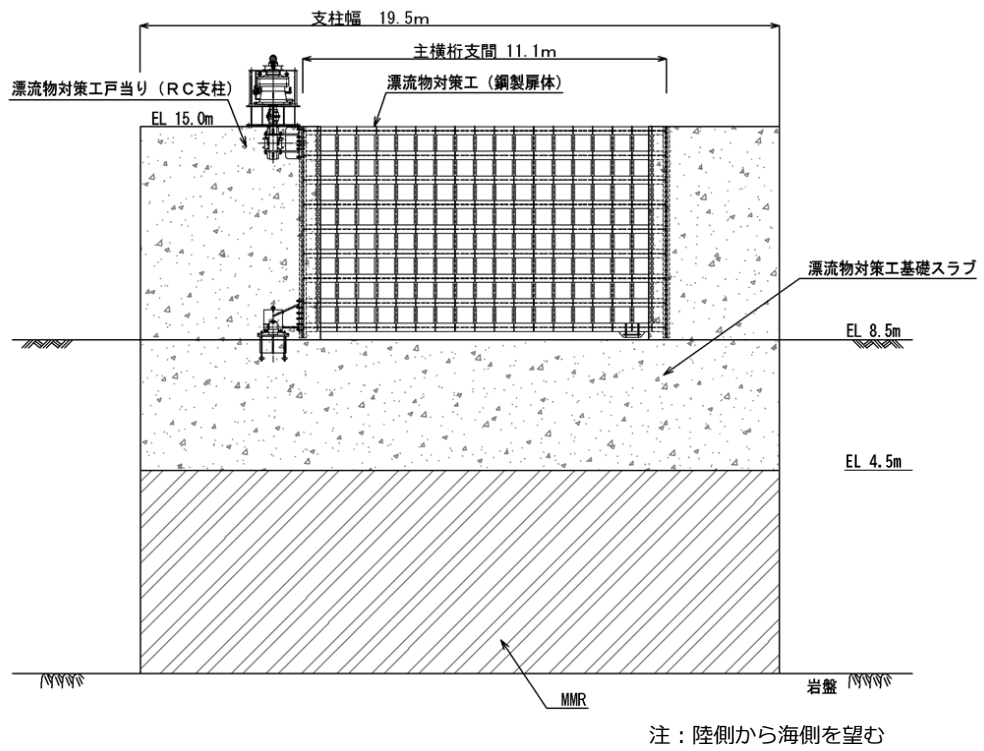 支柱幅 19.5m
主横桁支間 11.1m
漂流物対策工戸当り（ＲＣ支柱）
漂流物対策工（鋼製扉体）
EL 15.0m
漂流物対策工基礎スラブ
EL 8.5m
EL 4.5m
岩盤
MMR
注：陸側から海側を望む